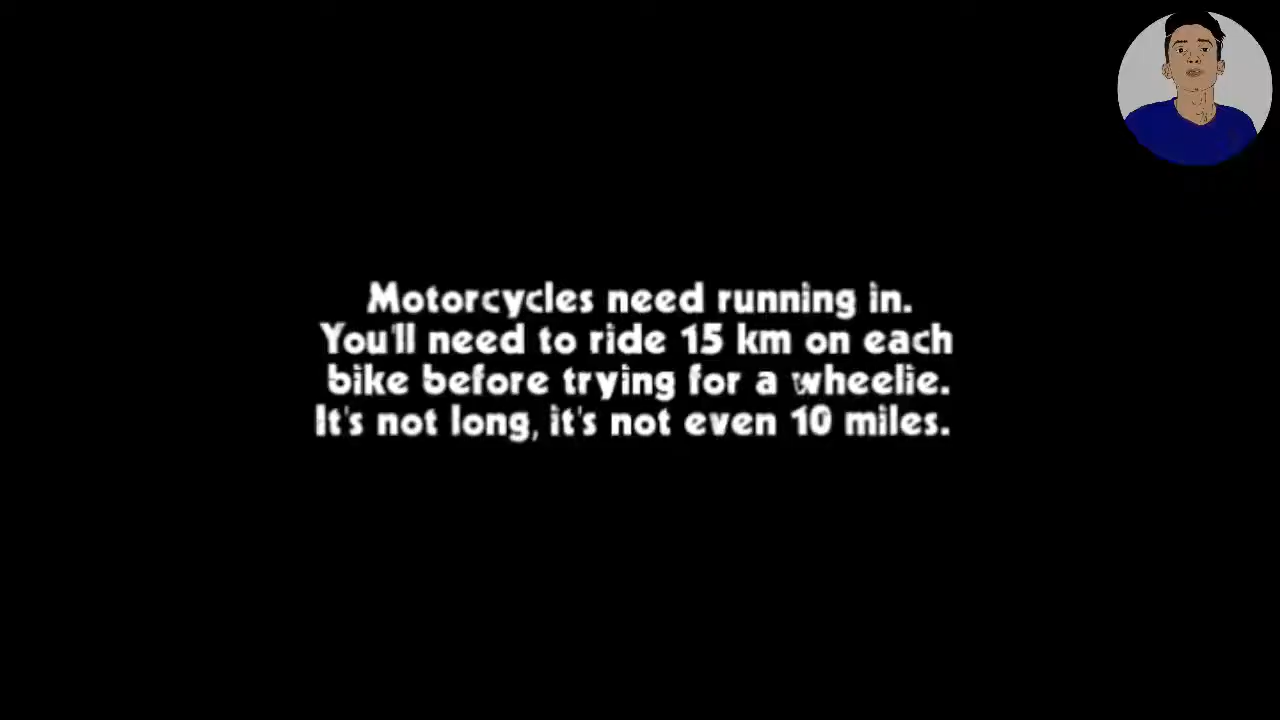 Motorcycles need running in.
You'll need to ride 15 km on each
bike before trying for a wheelie.
It's not long, it's not even 10 miles.